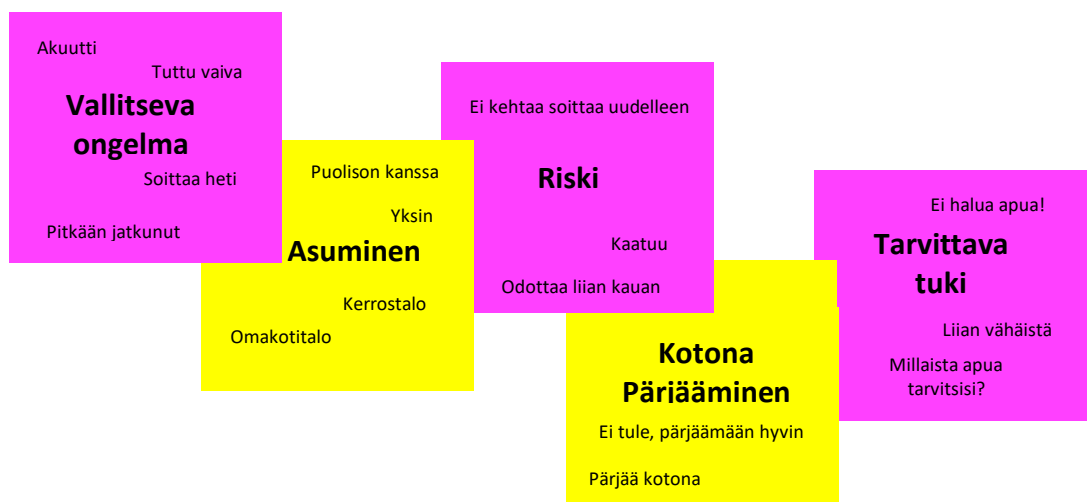 Akuutti
Tuttu vaiva
Vallitseva
ongelma
Soittaa heti
Pitkään jatkunut
Puolison kanssa
Yksin
Asuminen
Kerrostalo
Omakotitalo
Ei kehtaa soittaa uudelleen
Riski
Kaatuu
Odottaa liian kauan
Kotona
Pärjääminen
Ei tule, pärjäämään hyvin
Pärjää kotona
Ei halua apua!
Tarvittava
tuki
Liian vähäistä
Millaista apua
tarvitsisi?